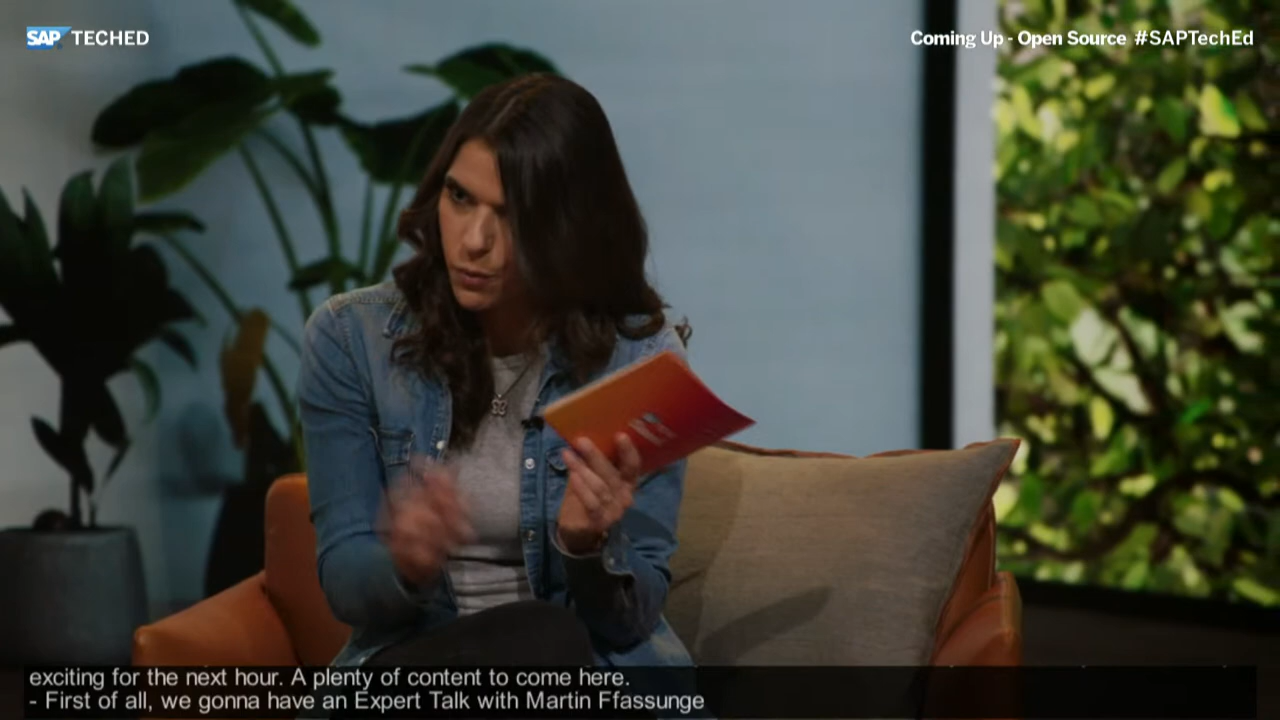 SAP TECHED
Coming Up - Open Source #SAPTechEd
exciting for the next hour. A plenty of content to come here.
- First of all, we gonna have an Expert Talk with Martin Ffassunge